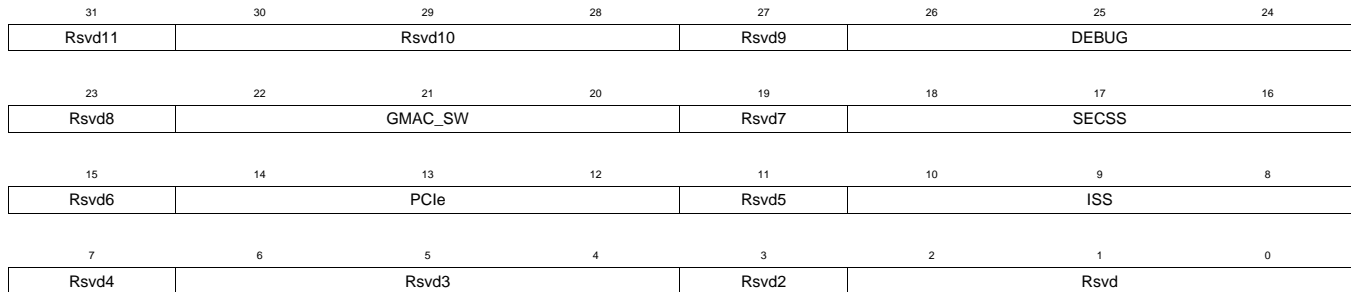 31 30 29 28 27 26 25 24
Rsvd11 Rsvd10 Rsvd9 DEBUG
23 22 21 20 19 18 17 16
Rsvd8 GMAC_SW Rsvd7 SECSS
15 14 13 12 11 10 9 8
Rsvd6 PCIe Rsvd5 ISS
7 6 5 4 3 2 1 0
Rsvd4 Rsvd3 Rsvd2 Rsvd